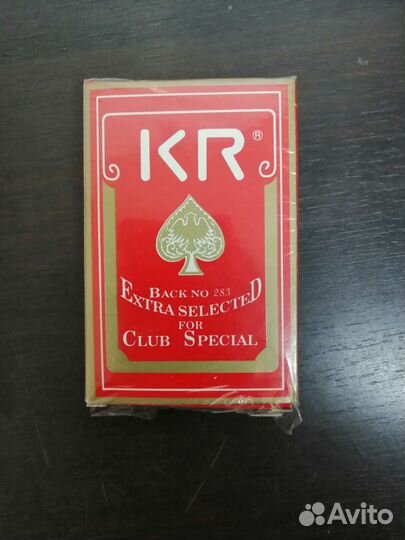 KR®
BACK NO 283
EXTRA SELECTED
FOR
CLUB SPECIAL
Avito